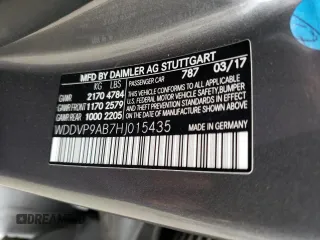 MFD BY DAIMLER AG STUTTGART
PASSENGER CAR 787 03/17
KG LBS
GVWR 2170 4784
GAWR FRONT 1170 2579
GAWR REAR 1000 2205
THIS VEHICLE CONFORMS TO ALL APPLICABLE
U.S. FEDERAL MOTOR VEHICLE SAFETY, BUMPER
AND THEFT PREVENTION STANDARDS IN EFFECT
ON THE DATE OF MANUFACTURE SHOWN ABOVE.
WDDVP9AB7HJ015435
MADE IN GERMANY